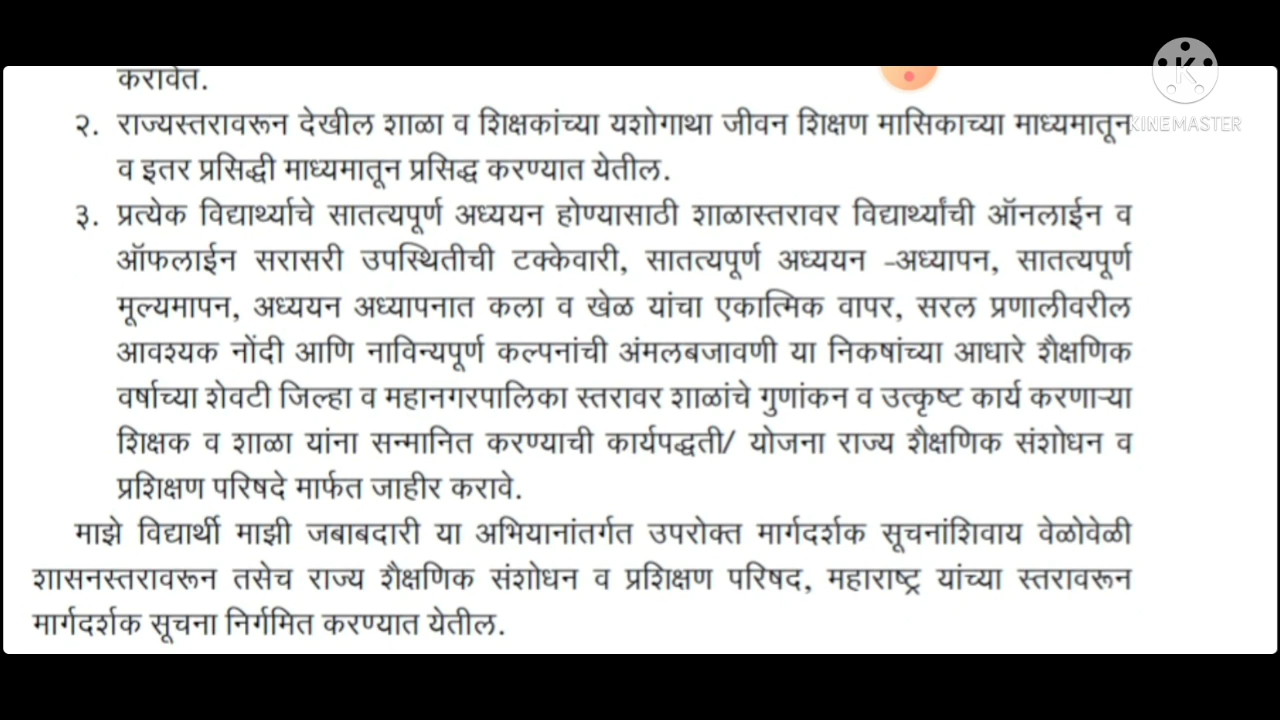 करावेत.
२. राज्यस्तरावरून देखील शाळा व शिक्षकांच्या यशोगाथा जीवन शिक्षण मासिकाच्या माध्यमातून
व इतर प्रसिद्धी माध्यमातून प्रसिद्ध करण्यात येतील.
३. प्रत्येक विद्यार्थ्याचे सातत्यपूर्ण अध्ययन होण्यासाठी शाळास्तरावर विद्यार्थ्यांची ऑनलाईन व
ऑफलाईन सरासरी उपस्थितीची टक्केवारी, सातत्यपूर्ण अध्ययन -अध्यापन, सातत्यपूर्ण
मूल्यमापन, अध्ययन अध्यापनात कला व खेळ यांचा एकात्मिक वापर, सरल प्रणालीवरील
आवश्यक नोंदी आणि नाविन्यपूर्ण कल्पनांची अंमलबजावणी या निकषांच्या आधारे शैक्षणिक
वर्षाच्या शेवटी जिल्हा व महानगरपालिका स्तरावर शाळांचे गुणांकन व उत्कृष्ट कार्य करणाऱ्या
शिक्षक व शाळा यांना सन्मानित करण्याची कार्यपद्धती/ योजना राज्य शैक्षणिक संशोधन व
प्रशिक्षण परिषदे मार्फत जाहीर करावे.
माझे विद्यार्थी माझी जबाबदारी या अभियानांतर्गत उपरोक्त मार्गदर्शक सूचनांशिवाय वेळोवेळी
शासनस्तरावरून तसेच राज्य शैक्षणिक संशोधन व प्रशिक्षण परिषद, महाराष्ट्र यांच्या स्तरावरून
मार्गदर्शक सूचना निर्गमित करण्यात येतील.
K
KINEMASTER